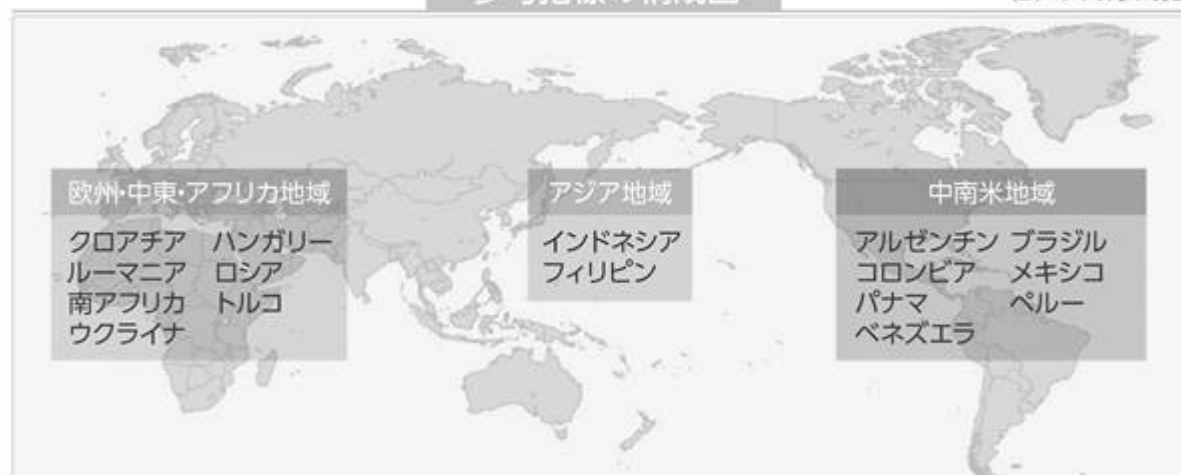 欧州・中東・アフリカ地域
クロアチア ハンガリー
ルーマニア ロシア
南アフリカ トルコ
ウクライナ
アジア地域
インドネシア
フィリピン
中南米地域
アルゼンチン ブラジル
コロンビア メキシコ
パナマ ペルー
ベネズエラ